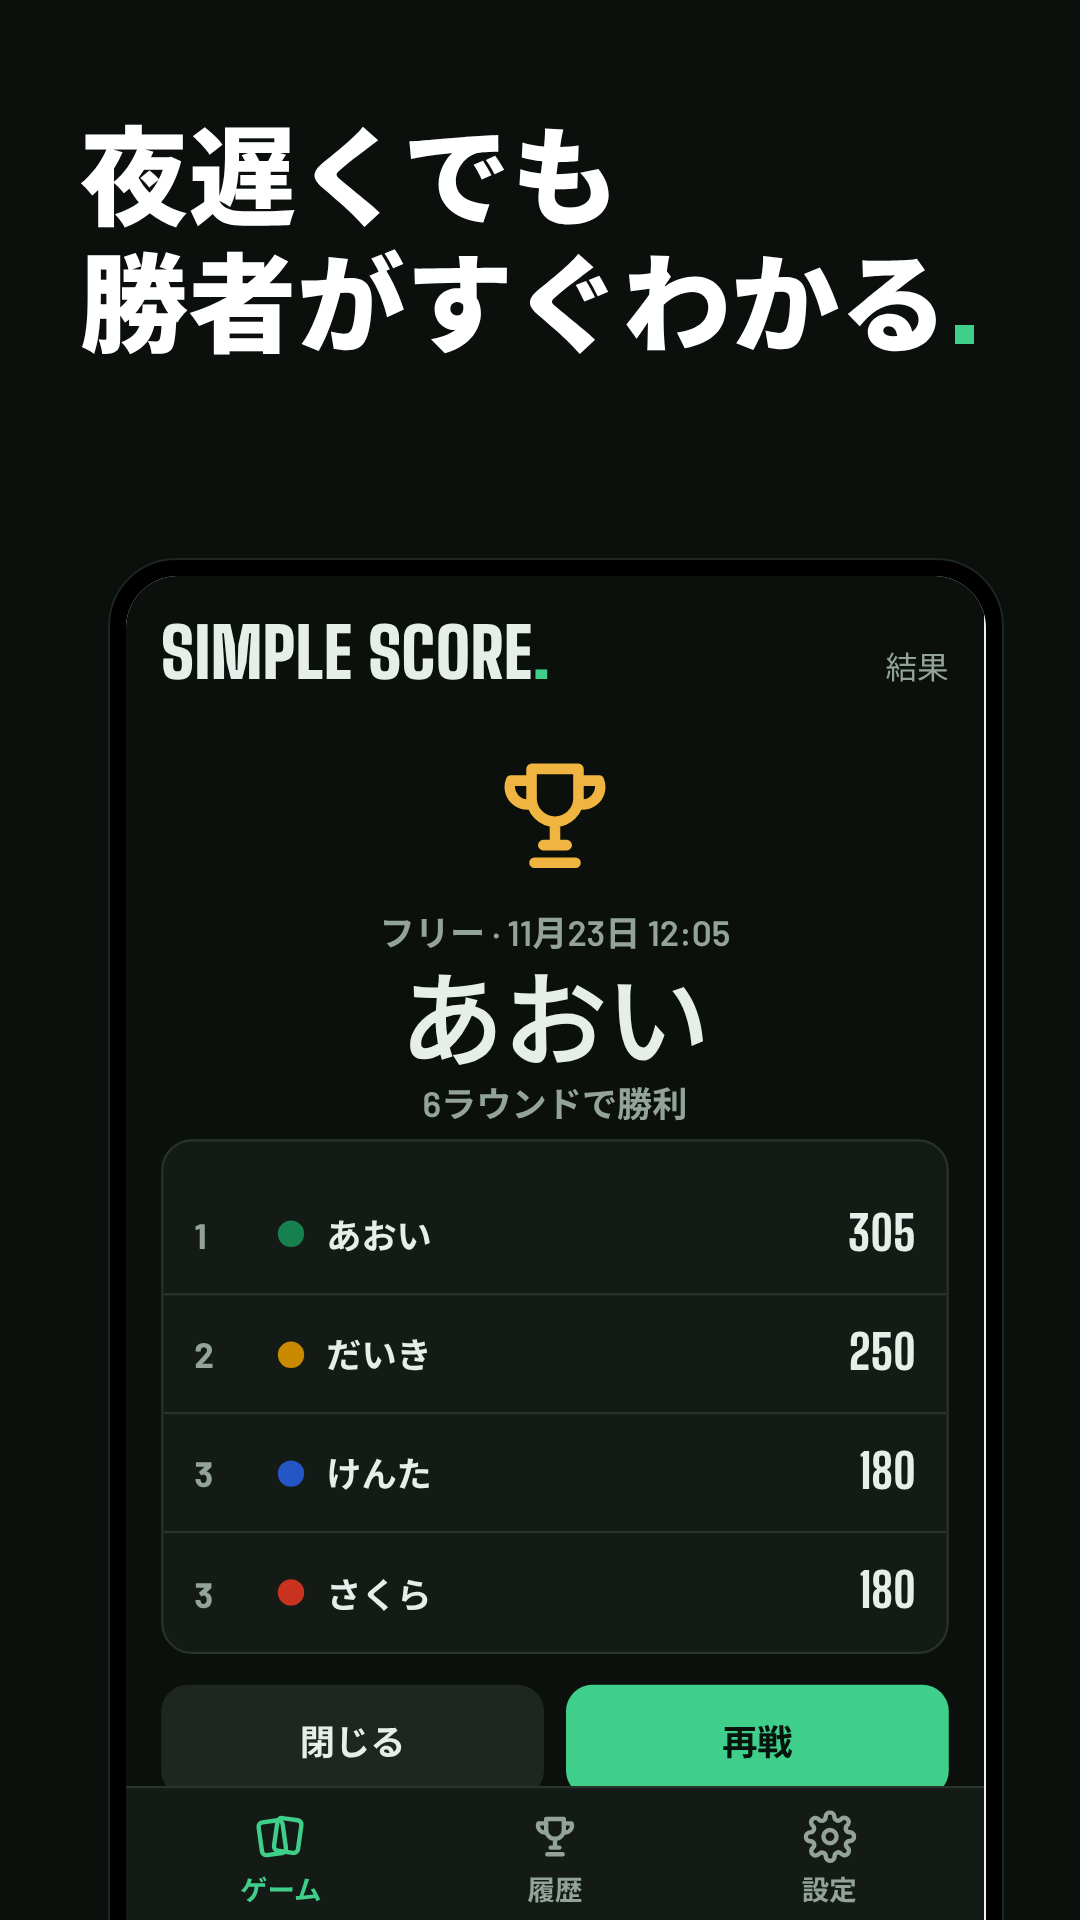 夜遅くでも
勝者がすぐわかる.
SIMPLE SCORE.
結果
フリー · 11月23日 12:05
あおい
6ラウンドで勝利
1 あおい 305
2 だいき 250
3 けんた 180
3 さくら 180
閉じる 再戦
ゲーム 履歴 設定